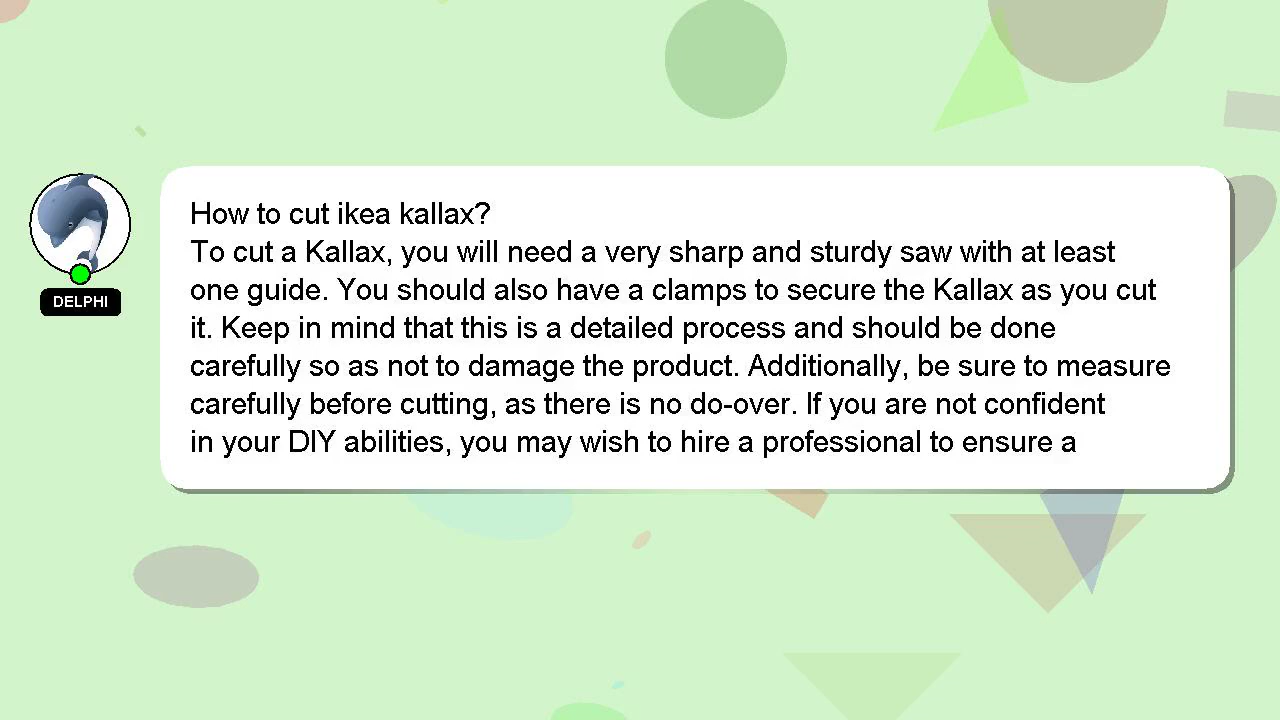 How to cut ikea kallax?
To cut a Kallax, you will need a very sharp and sturdy saw with at least
one guide. You should also have a clamps to secure the Kallax as you cut
it. Keep in mind that this is a detailed process and should be done
carefully so as not to damage the product. Additionally, be sure to measure
carefully before cutting, as there is no do-over. If you are not confident
in your DIY abilities, you may wish to hire a professional to ensure a
DELPHI